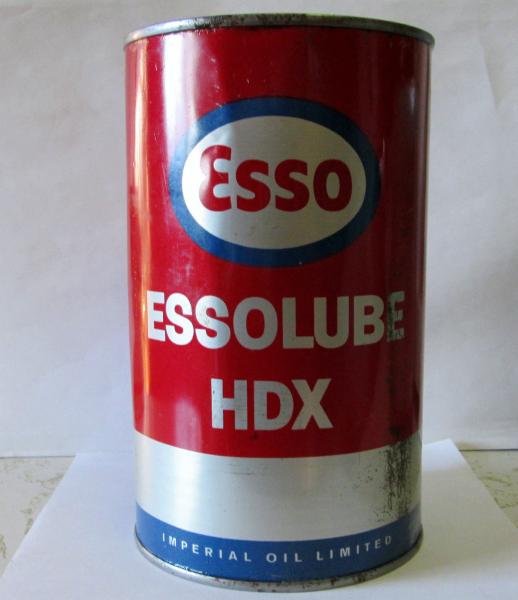 Esso
ESSOLUBE
HDX
IMPERIAL OIL LIMITED